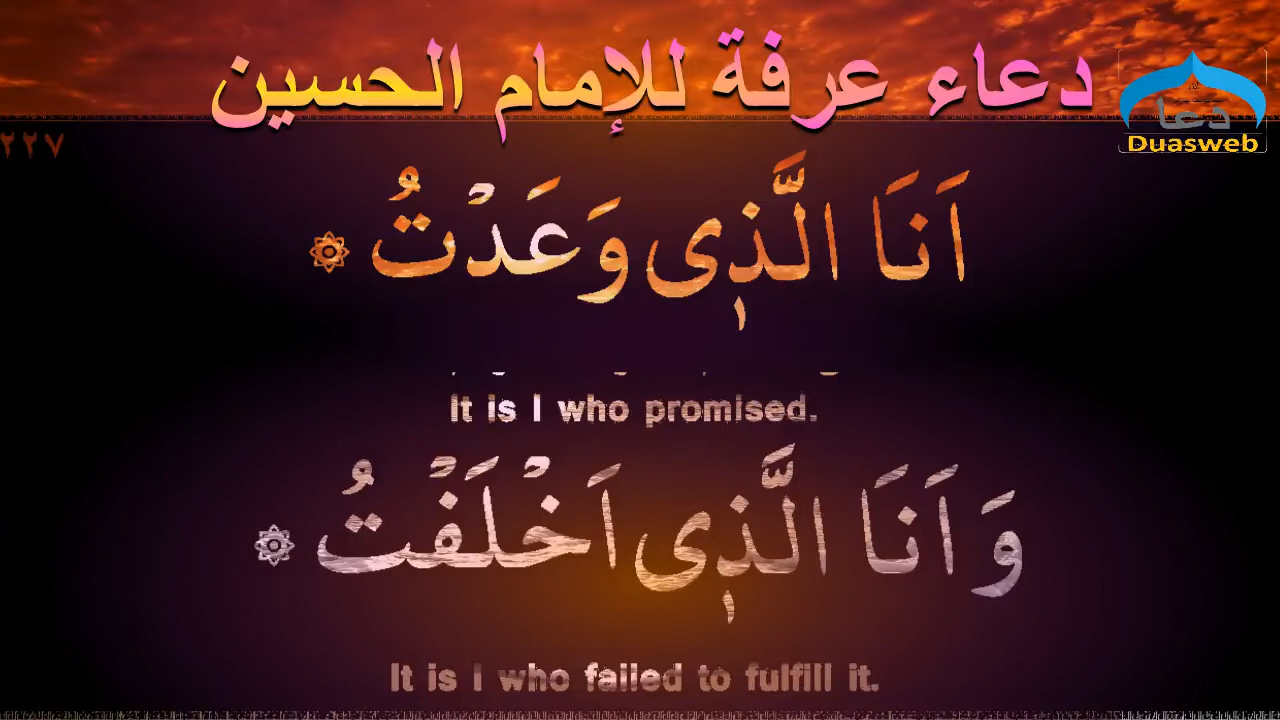 دعاء عرفة للإمام الحسين
دعا
Duasweb
٢٢٧
اَنَا الَّذٖى وَعَدْتُ
It is I who promised.
وَ اَنَا الَّذٖى اَخْلَفْتُ
It is I who failed to fulfill it.